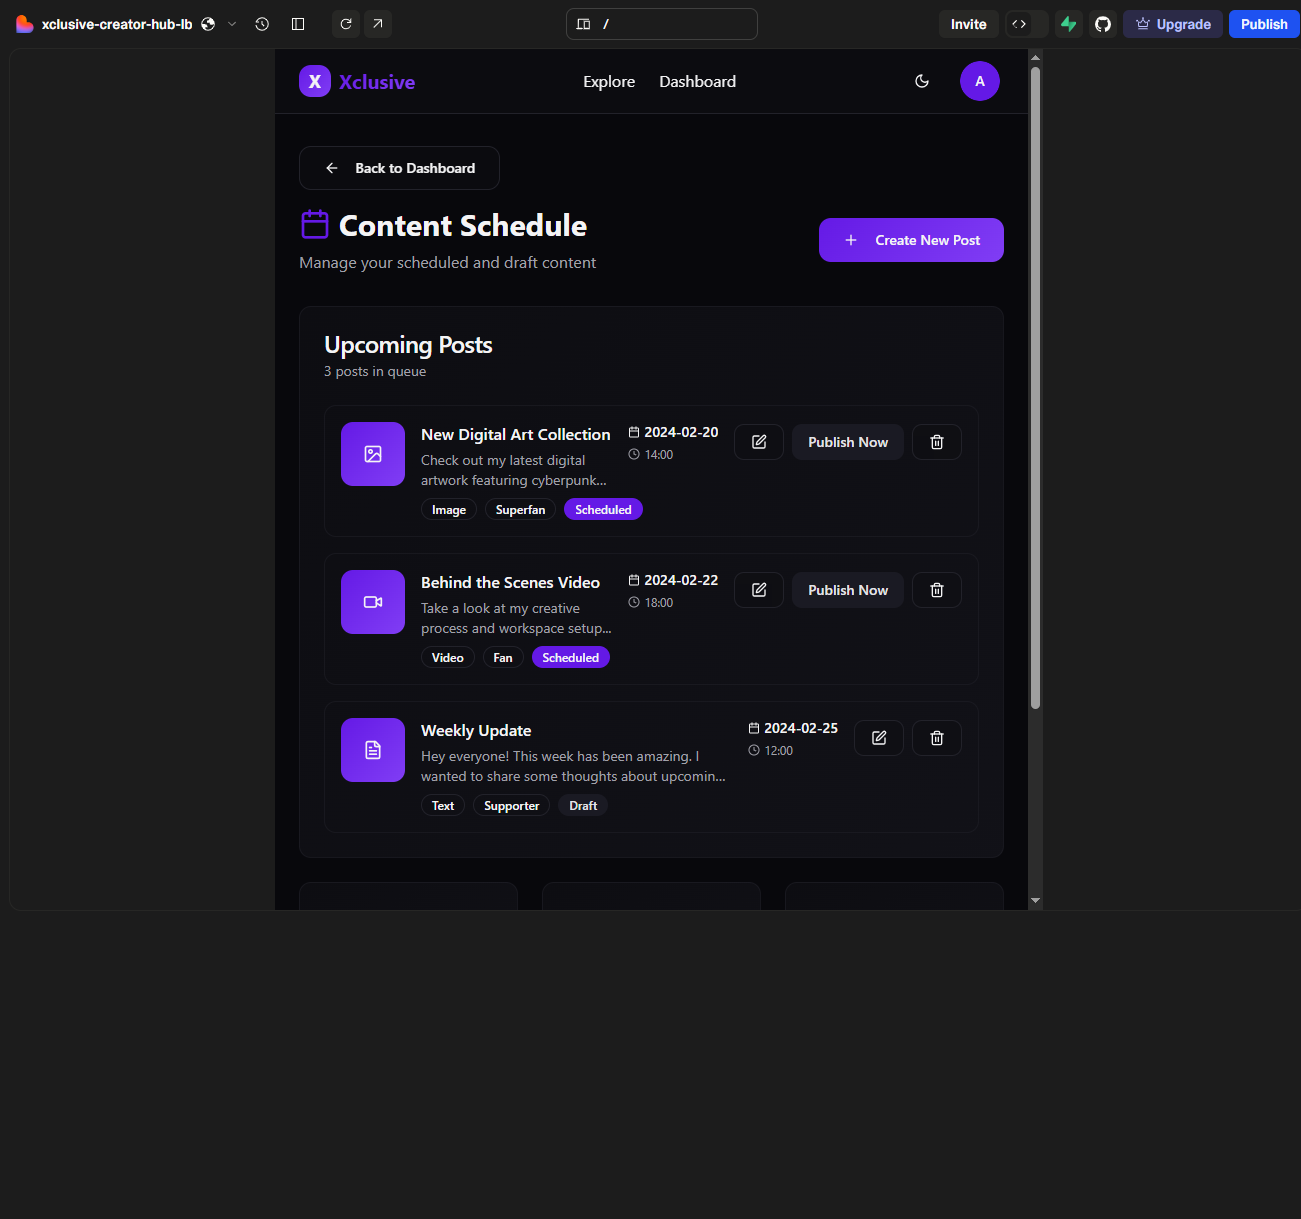 xclusive-creator-hub-lb
/
Invite
Upgrade
Publish
X Xclusive
Explore
Dashboard
A
Back to Dashboard
Content Schedule
Manage your scheduled and draft content
Create New Post
Upcoming Posts
3 posts in queue
New Digital Art Collection
Check out my latest digital
artwork featuring cyberpunk...
Image
Superfan
Scheduled
2024-02-20
14:00
Publish Now
Behind the Scenes Video
Take a look at my creative
process and workspace setup...
Video
Fan
Scheduled
2024-02-22
18:00
Publish Now
Weekly Update
Hey everyone! This week has been amazing. I
wanted to share some thoughts about upcomin...
Text
Supporter
Draft
2024-02-25
12:00